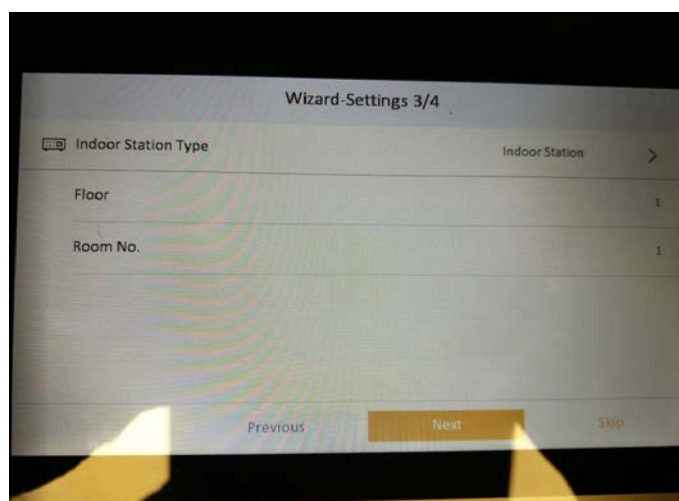 Wizard-Settings 3/4
Indoor Station Type Indoor Station >
Floor 1
Room No. 1
Previous Next Skip